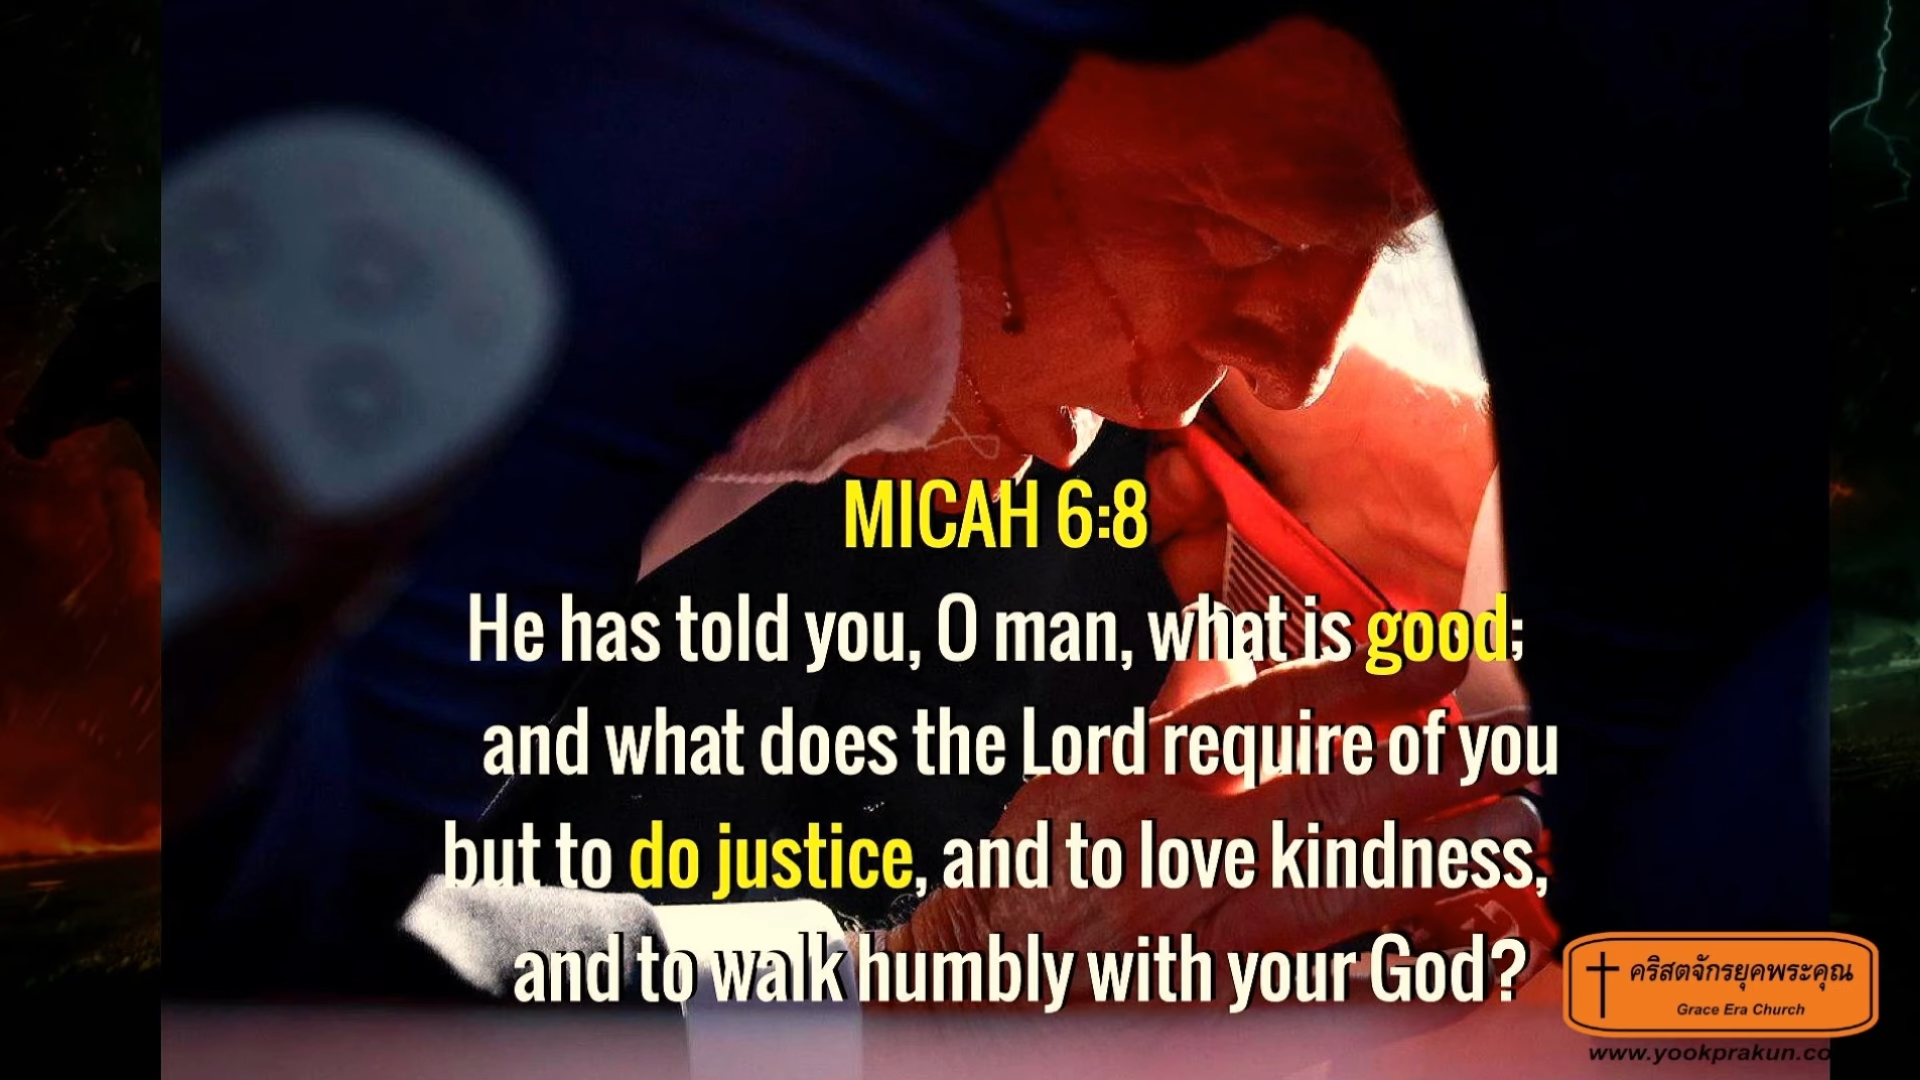 MICAH 6:8
He has told you, O man, what is good;
and what does the Lord require of you
but to do justice, and to love kindness,
and to walk humbly with your God?
คริสตจักรยุคพระคุณ
Grace Era Church
www.yookprakun.co